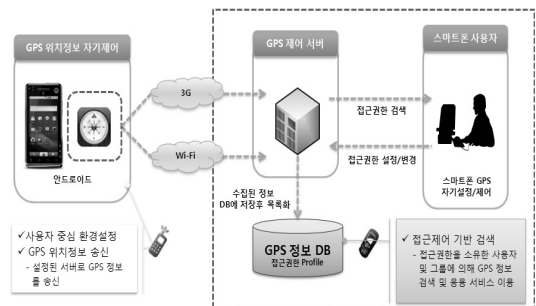 GPS 위치정보 자기제어
GPS 제어 서버
스마트폰 사용자
3G
Wi-Fi
안드로이드
접근권한 검색
접근권한 설정/변경
스마트폰 GPS
자기설정/제어
수집된 정보
DB에 저장후 목록화
GPS 정보 DB
접근권한 Profile
✓사용자 중심 환경설정
✓ GPS 위치정보 송신
- 설정된 서버로 GPS 정보
를 송신
✓ 접근제어 기반 검색
- 접근권한을 소유한 사용자
및 그룹에 의해 GPS 정보
검색 및 응용 서비스 이용